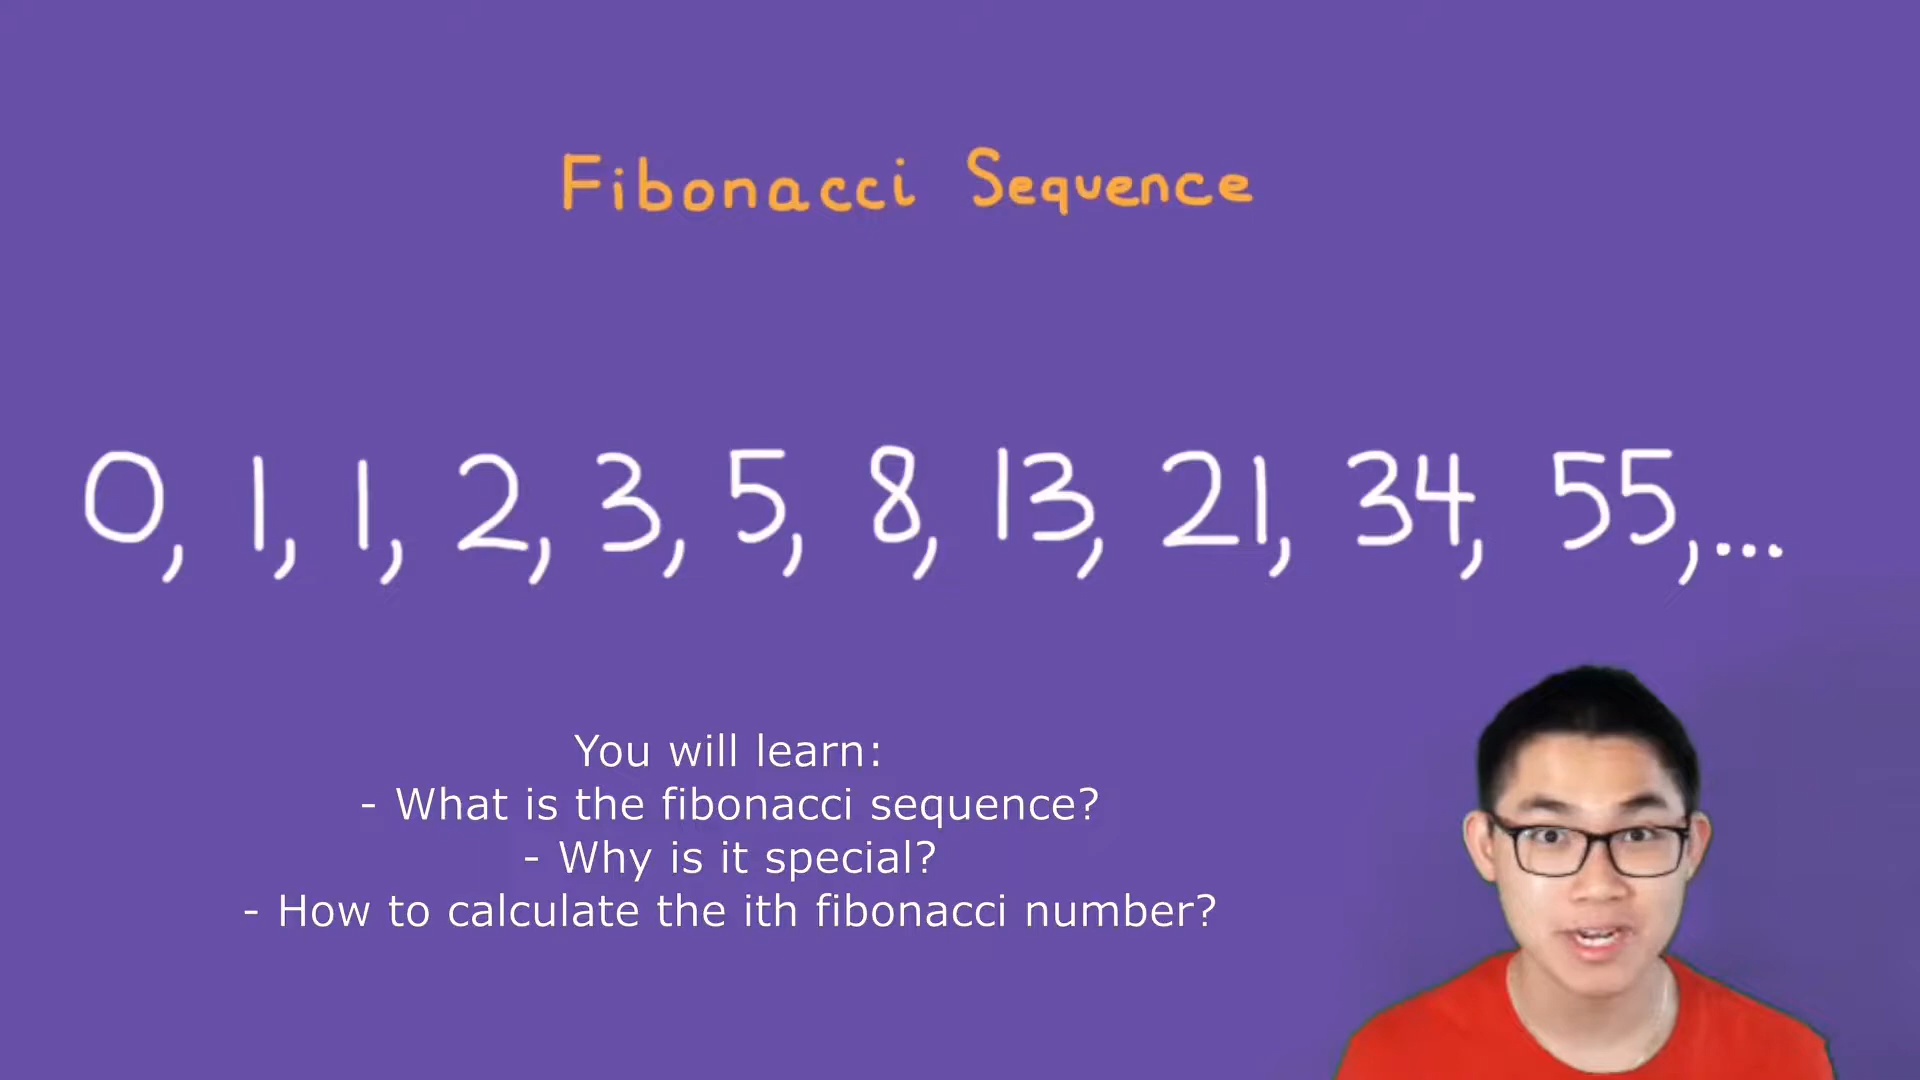 Fibonacci Sequence
0, 1, 1, 2, 3, 5, 8, 13, 21, 34, 55,...
You will learn:
- What is the fibonacci sequence?
- Why is it special?
- How to calculate the ith fibonacci number?